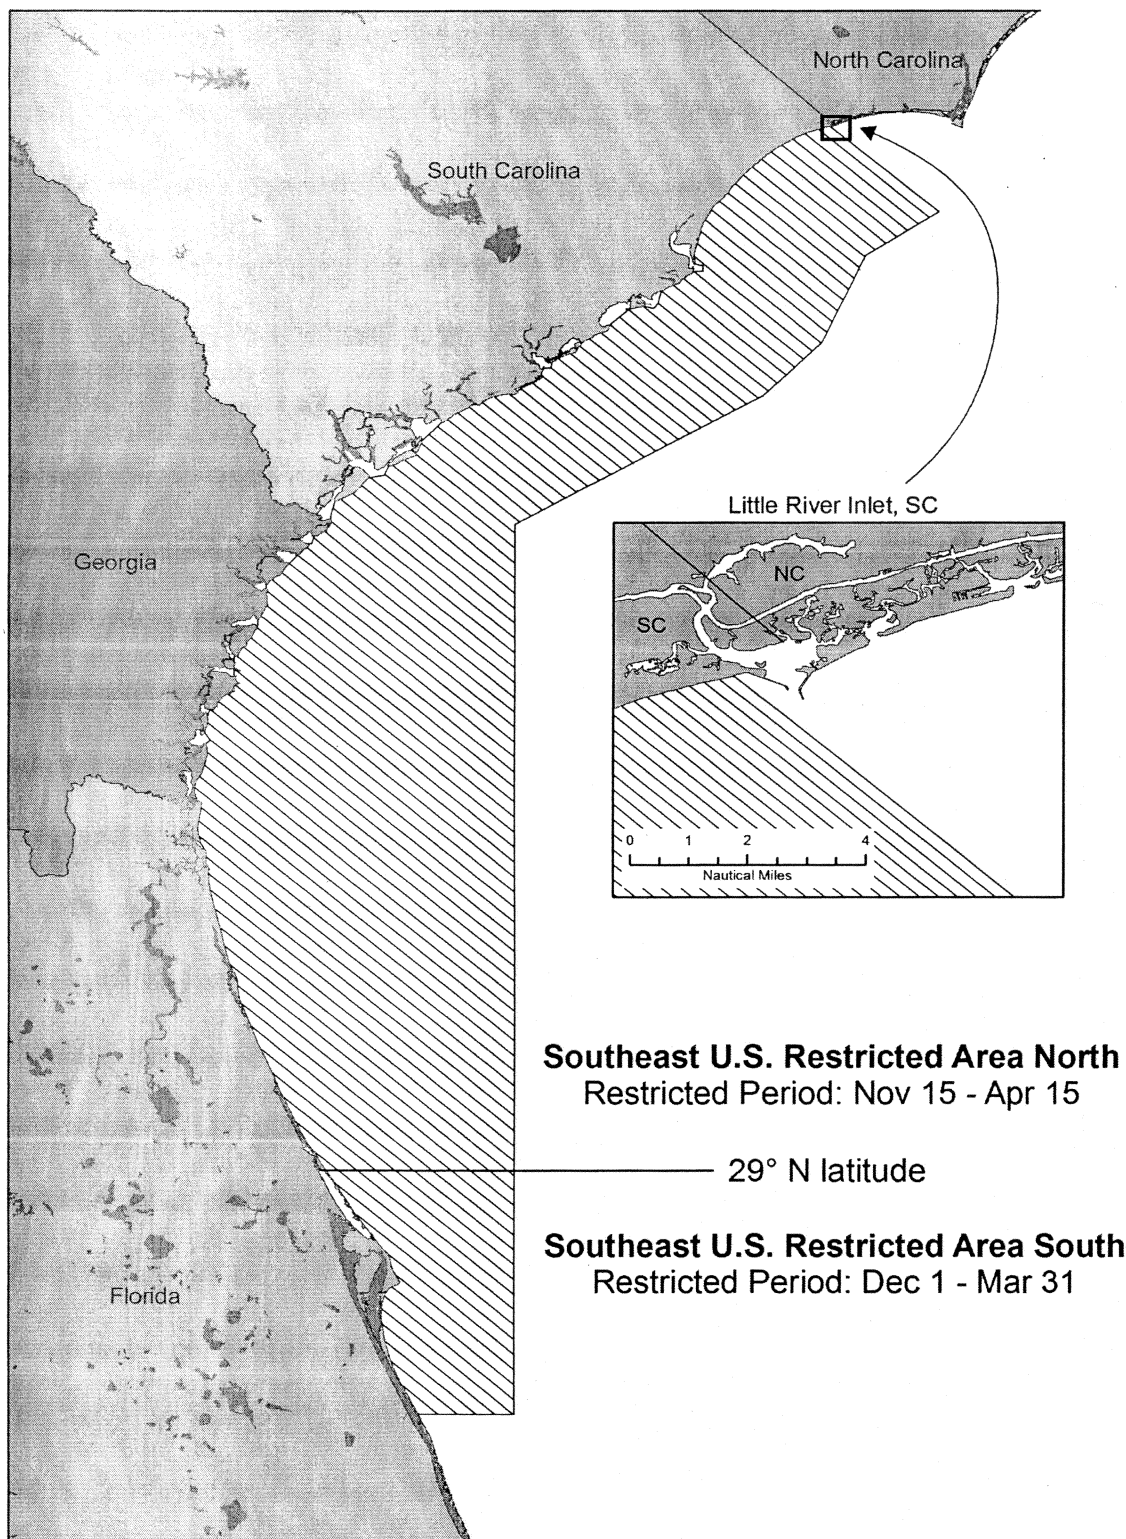 North Carolina
South Carolina
Little River Inlet, SC
Georgia
NC
SC
0 1 2 4
Nautical Miles
Southeast U.S. Restricted Area North
Restricted Period: Nov 15 - Apr 15
29° N latitude
Southeast U.S. Restricted Area South
Restricted Period: Dec 1 - Mar 31
Florida